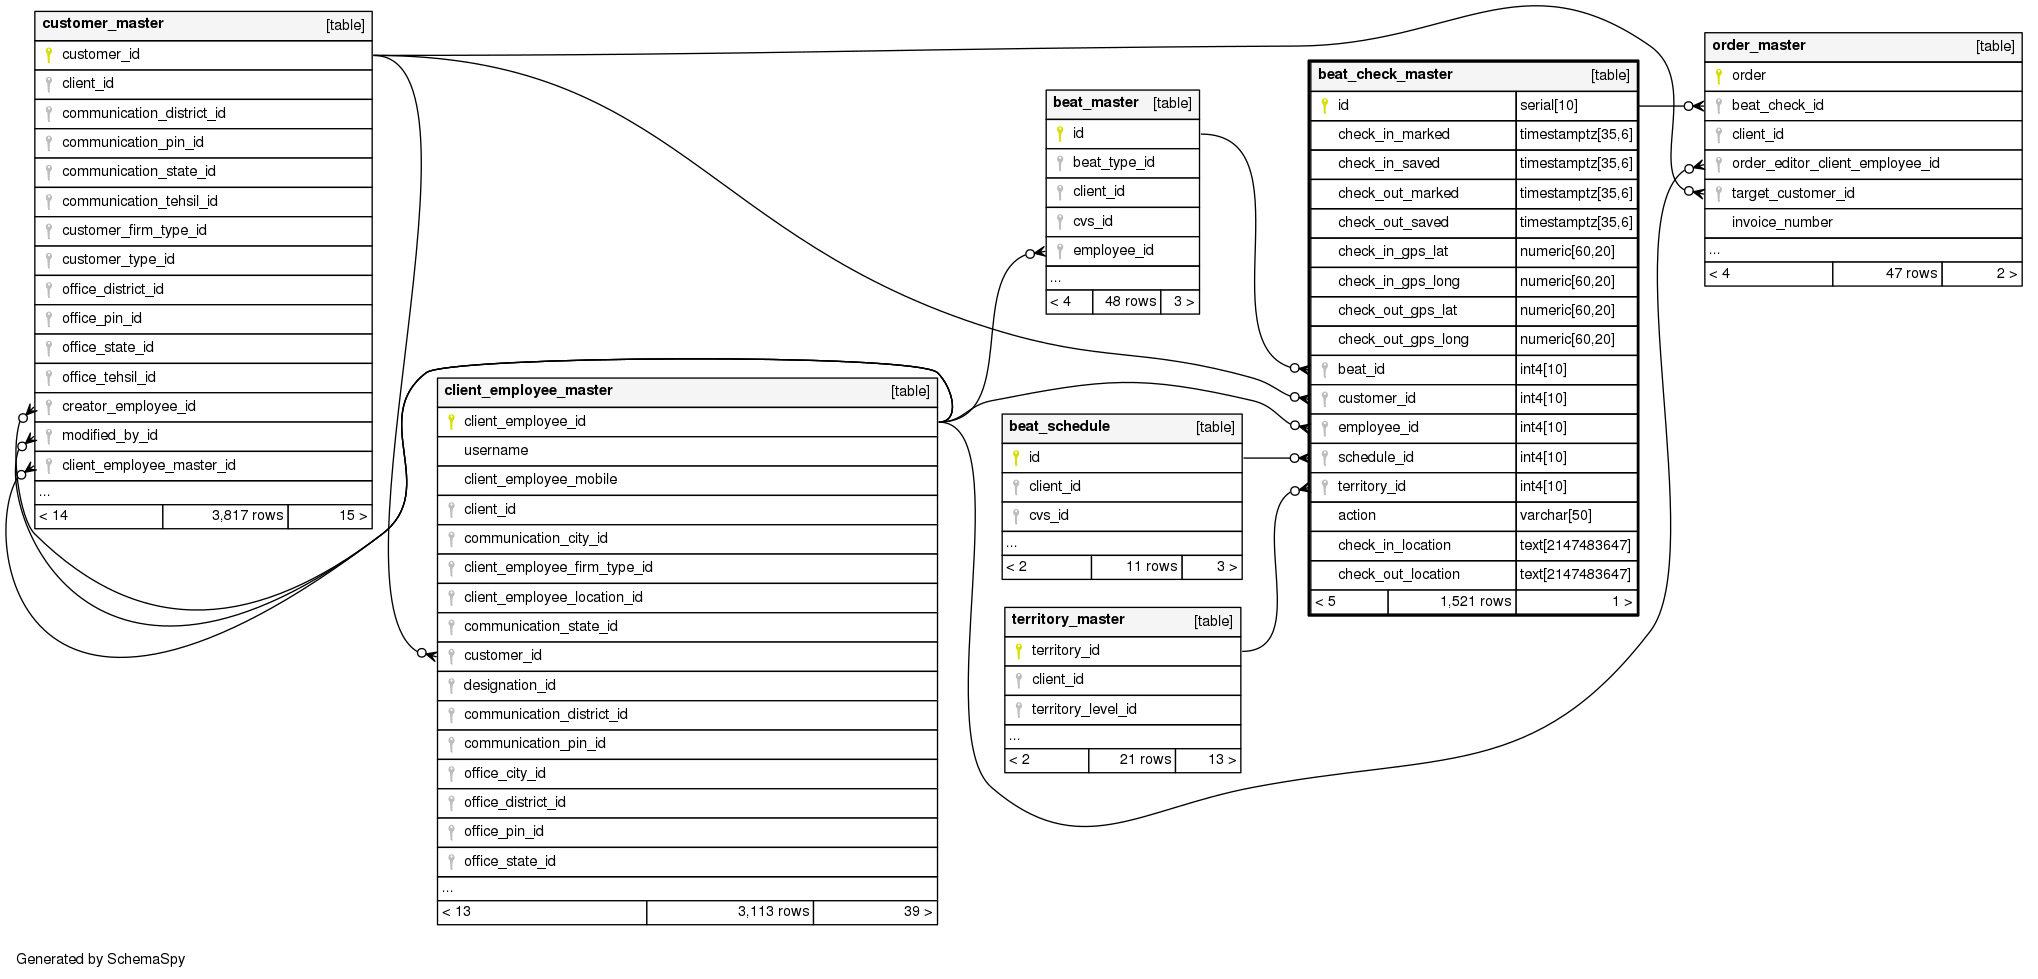 customer_master [table]
customer_id
client_id
communication_district_id
communication_pin_id
communication_state_id
communication_tehsil_id
customer_firm_type_id
customer_type_id
office_district_id
office_pin_id
office_state_id
office_tehsil_id
creator_employee_id
modified_by_id
client_employee_master_id
...
< 14 3,817 rows 15 >
client_employee_master [table]
client_employee_id
username
client_employee_mobile
client_id
communication_city_id
client_employee_firm_type_id
client_employee_location_id
communication_state_id
customer_id
designation_id
communication_district_id
communication_pin_id
office_city_id
office_district_id
office_pin_id
office_state_id
...
< 13 3,113 rows 39 >
beat_master [table]
id
beat_type_id
client_id
cvs_id
employee_id
...
< 4 48 rows 3 >
beat_schedule [table]
id
client_id
cvs_id
...
< 2 11 rows 3 >
territory_master [table]
territory_id
client_id
territory_level_id
...
< 2 21 rows 13 >
beat_check_master [table]
id serial[10]
check_in_marked timestamptz[35,6]
check_in_saved timestamptz[35,6]
check_out_marked timestamptz[35,6]
check_out_saved timestamptz[35,6]
check_in_gps_lat numeric[60,20]
check_in_gps_long numeric[60,20]
check_out_gps_lat numeric[60,20]
check_out_gps_long numeric[60,20]
beat_id int4[10]
customer_id int4[10]
employee_id int4[10]
schedule_id int4[10]
territory_id int4[10]
action varchar[50]
check_in_location text[2147483647]
check_out_location text[2147483647]
< 5 1,521 rows 1 >
order_master [table]
order
beat_check_id
client_id
order_editor_client_employee_id
target_customer_id
invoice_number
...
< 4 47 rows 2 >
Generated by SchemaSpy